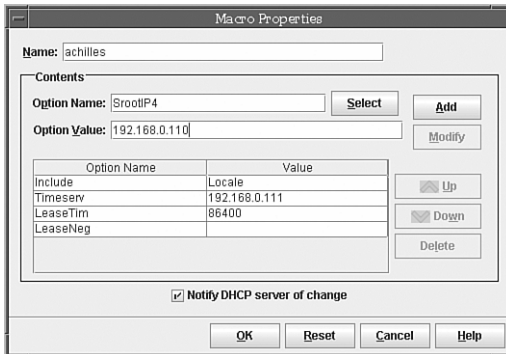 Macro Properties
Name: achilles
Contents
Option Name: SrootIP4 Select Add
Option Value: 192.168.0.110 Modify
Option Name Value
Include Locale
Timeserv 192.168.0.111
LeaseTim 86400
LeaseNeg
Up
Down
Delete
Notify DHCP server of change
OK Reset Cancel Help